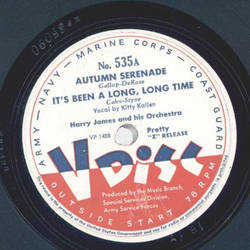 ARMY — NAVY — MARINE CORPS — COAST GUARD
No. 535A
AUTUMN SERENADE
Gallop-DeRose
IT'S BEEN A LONG, LONG TIME
Cahn-Styne
Vocal by Kitty Kallen
Harry James and his Orchestra
VP 1488
Pretty
"Z" RELEASE
V DISC
Produced by the Music Branch,
Special Services Division,
Army Service Forces
OUTSIDE START
78 RPM